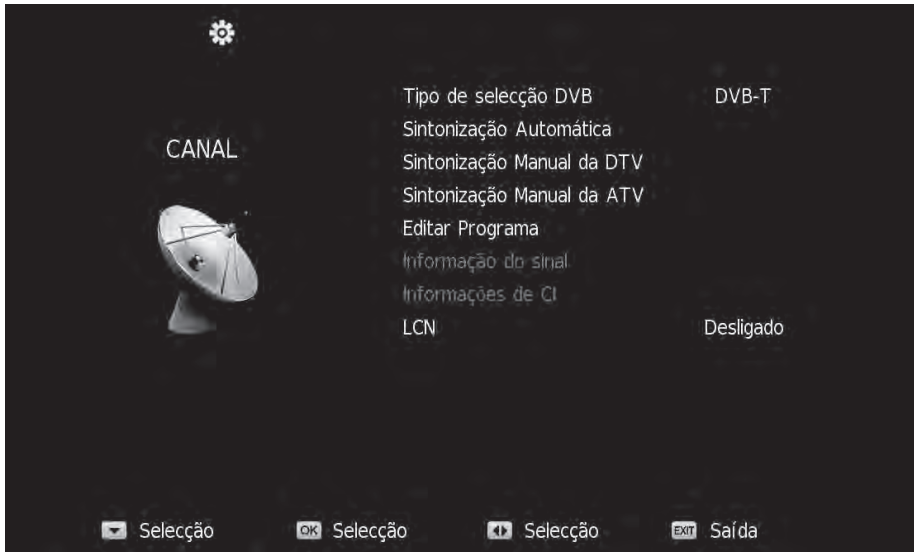 CANAL
Tipo de selecção DVB DVB-T
Sintonização Automática
Sintonização Manual da DTV
Sintonização Manual da ATV
Editar Programa
Informação do sinal
Informações de CI
LCN Desligado
Selecção OK Selecção Selecção EXIT Saída